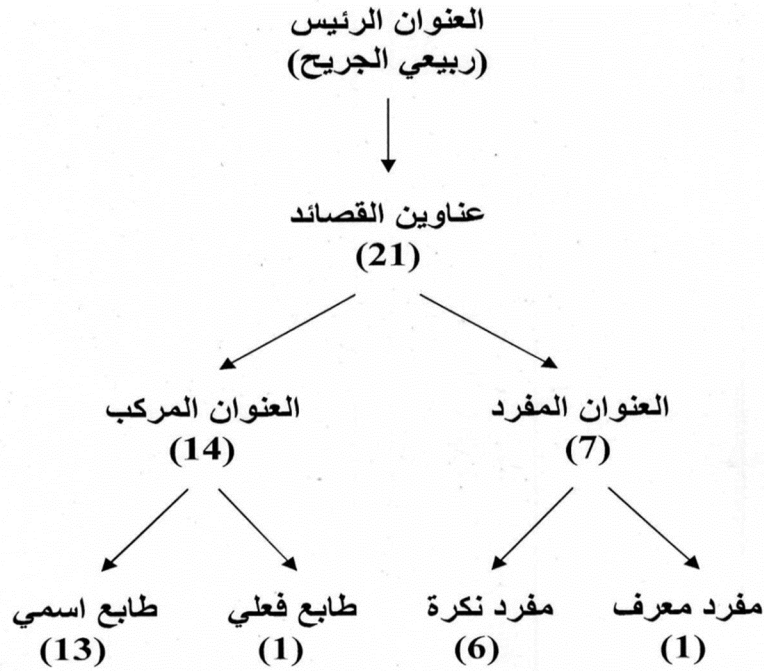 العنوان الرئيس
(ربيعي الجريح)
عناوين القصائد
(21)
العنوان المفرد
(7)
العنوان المركب
(14)
مفرد معرف
(1)
مفرد نكرة
(6)
طابع فعلي
(1)
طابع اسمي
(13)